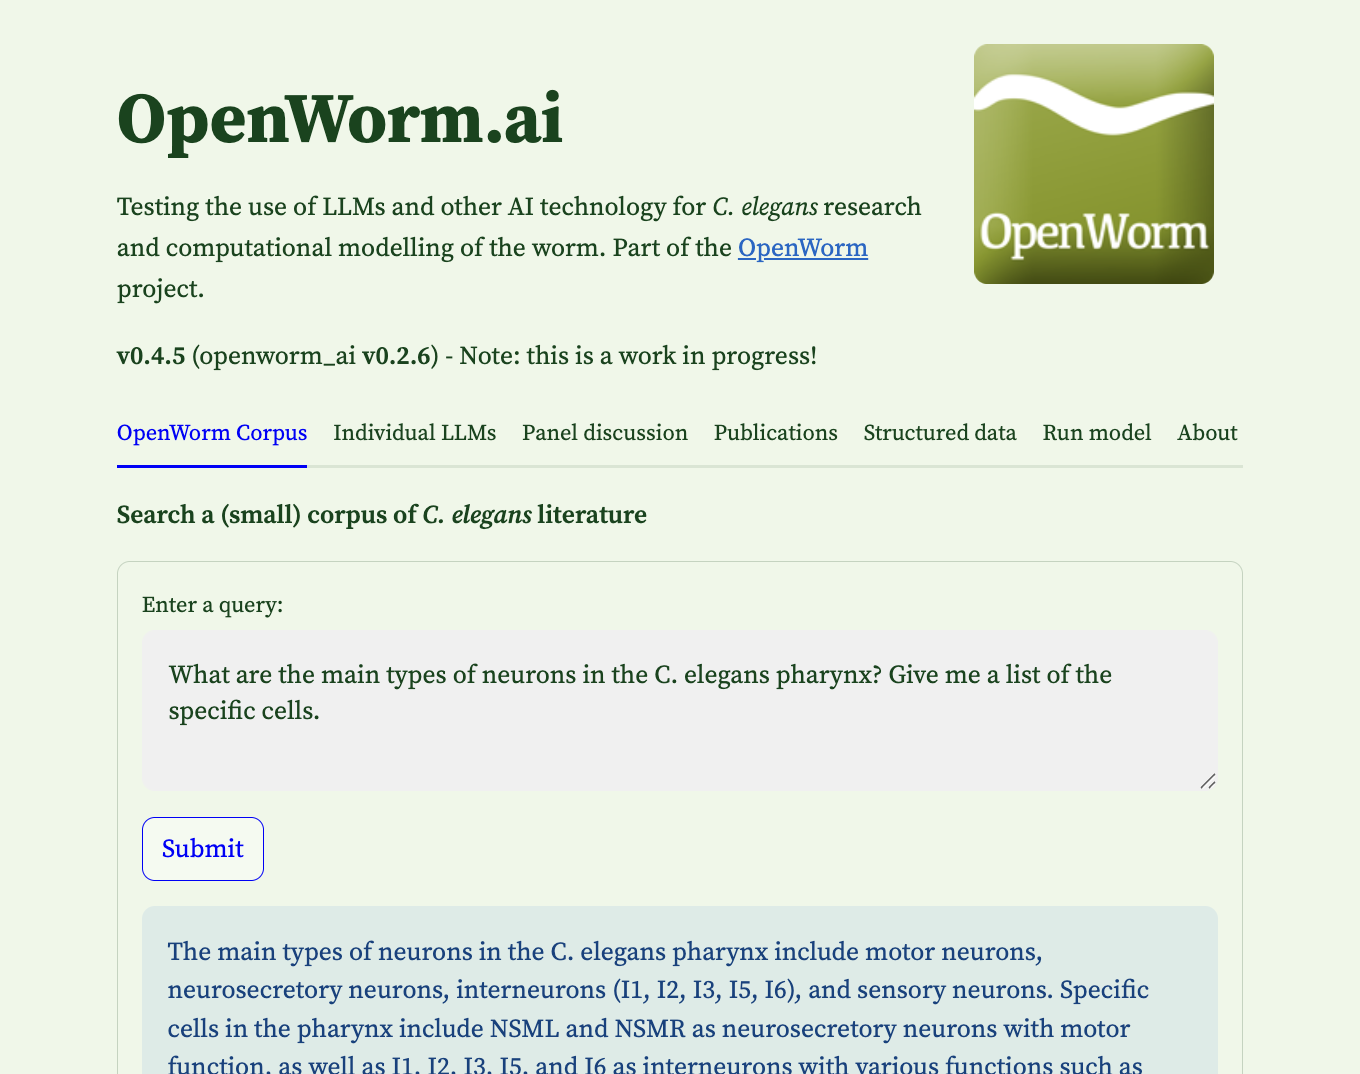 OpenWorm.ai
OpenWorm
Testing the use of LLMs and other AI technology for C. elegans research
and computational modelling of the worm. Part of the OpenWorm
project.
v0.4.5 (openworm_ai v0.2.6) - Note: this is a work in progress!
OpenWorm Corpus Individual LLMs Panel discussion Publications Structured data Run model About
Search a (small) corpus of C. elegans literature
Enter a query:
What are the main types of neurons in the C. elegans pharynx? Give me a list of the
specific cells.
Submit
The main types of neurons in the C. elegans pharynx include motor neurons,
neurosecretory neurons, interneurons (I1, I2, I3, I5, I6), and sensory neurons. Specific
cells in the pharynx include NSML and NSMR as neurosecretory neurons with motor
function, as well as I1, I2, I3, I5, and I6 as interneurons with various functions such as